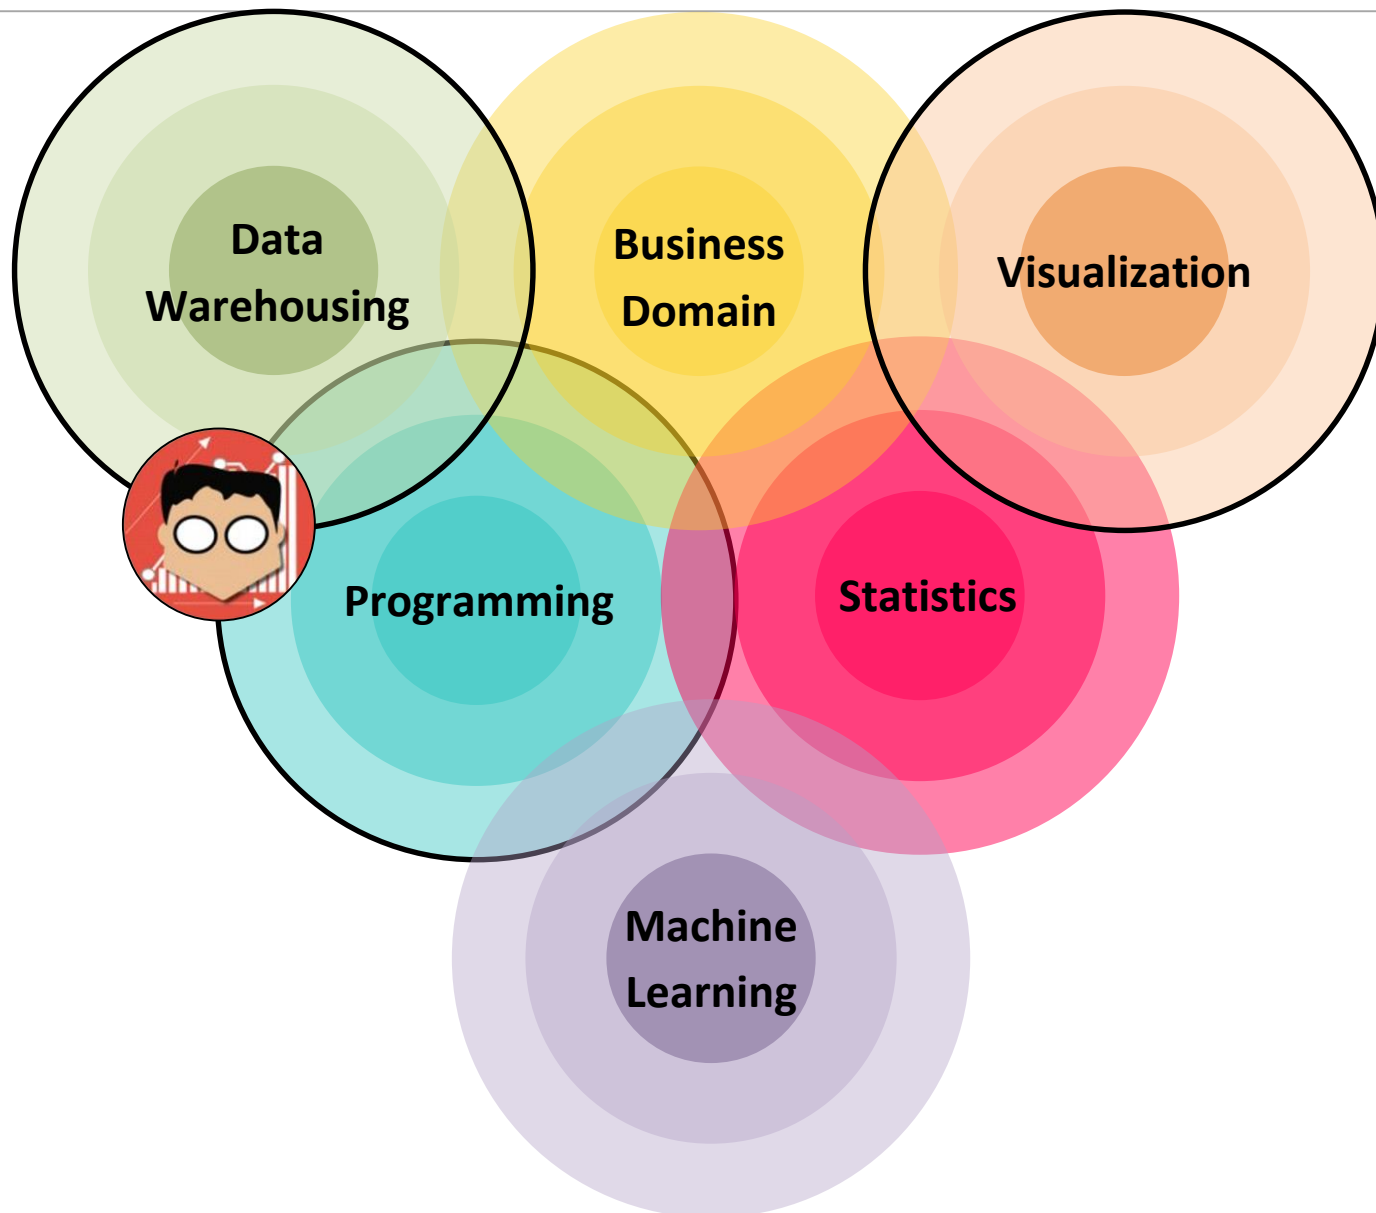 Data
Warehousing
Business
Domain
Visualization
Programming
Statistics
Machine
Learning